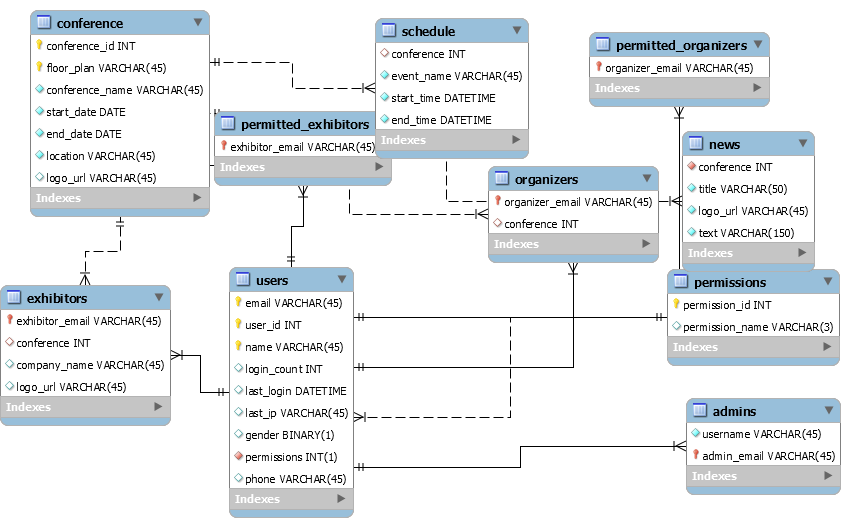 conference
conference_id INT
floor_plan VARCHAR(45)
conference_name VARCHAR(45)
start_date DATE
end_date DATE
location VARCHAR(45)
logo_url VARCHAR(45)
Indexes
schedule
conference INT
event_name VARCHAR(45)
start_time DATETIME
end_time DATETIME
Indexes
permitted_organizers
organizer_email VARCHAR(45)
Indexes
permitted_exhibitors
exhibitor_email VARCHAR(45)
Indexes
news
conference INT
title VARCHAR(50)
logo_url VARCHAR(45)
text VARCHAR(150)
Indexes
organizers
organizer_email VARCHAR(45)
conference INT
Indexes
exhibitors
exhibitor_email VARCHAR(45)
conference INT
company_name VARCHAR(45)
logo_url VARCHAR(45)
Indexes
users
email VARCHAR(45)
user_id INT
name VARCHAR(45)
login_count INT
last_login DATETIME
last_ip VARCHAR(45)
gender BINARY(1)
permissions INT(1)
phone VARCHAR(45)
Indexes
permissions
permission_id INT
permission_name VARCHAR(3)
Indexes
admins
username VARCHAR(45)
admin_email VARCHAR(45)
Indexes